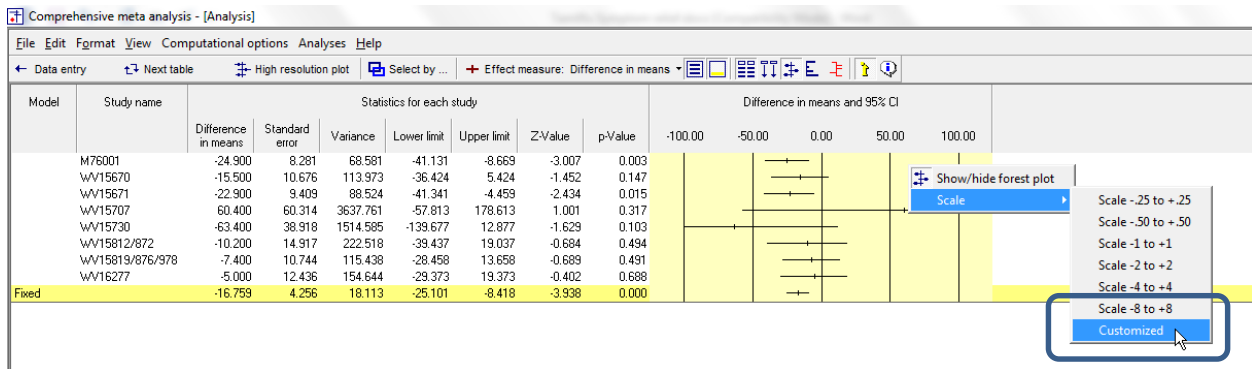 Comprehensive meta analysis - [Analysis]
File Edit Format View Computational options Analyses Help
← Data entry Next table High resolution plot Select by ... Effect measure: Difference in means
Model Study name Statistics for each study Difference in means and 95% CI
Difference in means Standard error Variance Lower limit Upper limit Z-Value p-Value -100.00 -50.00 0.00 50.00 100.00
M76001 -24.900 8.281 68.581 -41.131 -8.669 -3.007 0.003
WV15670 -15.500 10.676 113.973 -36.424 5.424 -1.452 0.147
WV15671 -22.900 9.409 88.524 -41.341 -4.459 -2.434 0.015
WV15707 60.400 60.314 3637.761 -57.813 178.613 1.001 0.317
WV15730 -63.400 38.918 1514.585 -139.677 12.877 -1.629 0.103
WV15812/872 -10.200 14.917 222.518 -39.437 19.037 -0.684 0.494
WV15819/876/978 -7.400 10.744 115.438 -28.458 13.658 -0.689 0.491
WV16277 -5.000 12.436 154.644 -29.373 19.373 -0.402 0.688
Fixed -16.759 4.256 18.113 -25.101 -8.418 -3.938 0.000
Show/hide forest plot
Scale
Scale -.25 to +.25
Scale -.50 to +.50
Scale -1 to +1
Scale -2 to +2
Scale -4 to +4
Scale -8 to +8
Customized